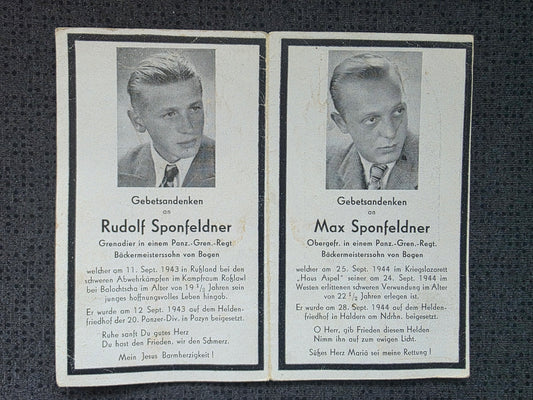 Gebetsandenken
an
Rudolf Sponfeldner
Grenadier in einem Panz.-Gren.-Regt.
Bäckermeisterssohn von Bogen
welcher am 11. Sept. 1943 in Rußland bei den
schweren Abwehkämpfen im Kampfraum Roßlawl
bei Balochtscha im Alter von 19 1/2 Jahren sein
junges hoffnungsvolles Leben hingab.
Er wurde am 12. Sept. 1943 auf dem Helden-
friedhof der 20. Panzer-Div. in Pazyn beigesetzt.
Ruhe sanft Du gutes Herz
Du hast den Frieden, wir den Schmerz.
Mein Jesus Barmherzigkeit!
Gebetsandenken
an
Max Sponfeldner
Obergefr. in einem Panz.-Gren.-Regt.
Bäckermeisterssohn von Bogen
welcher am 25. Sept. 1944 im Kriegslazarett
"Haus Aspel" seiner am 24. Sept. 1944 im
Westen erlittenen schweren Verwundung im Alter
von 22 1/2 Jahren erlegen ist.
Er wurde am 28. Sept. 1944 auf dem Helden-
friedhof in Haldern am Ndrhn. beigesetzt.
O Herr, gib Frieden diesem Helden
Nimm ihn auf zum ewigen Licht.
Süßes Herz Mariä sei meine Rettung!